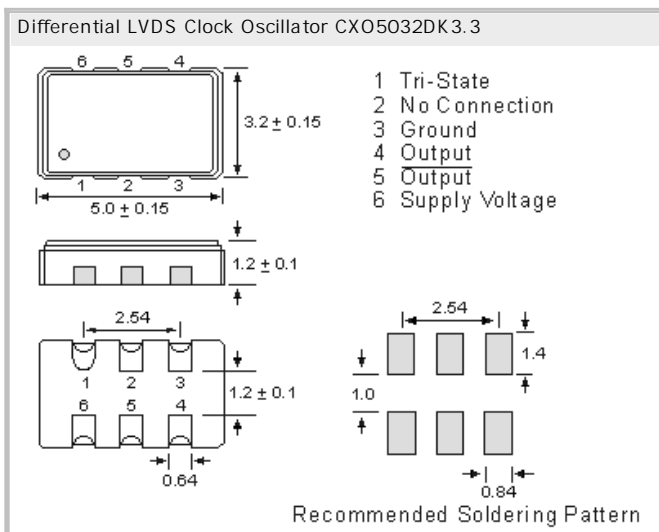 Differential LVDS Clock Oscillator CXO5032DK3.3
6 5 4
3.2 ± 0.15
1 2 3
5.0 ± 0.15
1 Tri-State
2 No Connection
3 Ground
4 Output
5 Output
6 Supply Voltage
1.2 ± 0.1
2.54
1 2 3
6 5 4
1.2 ± 0.1
0.64
2.54
1.4
1.0
0.84
Recommended Soldering Pattern